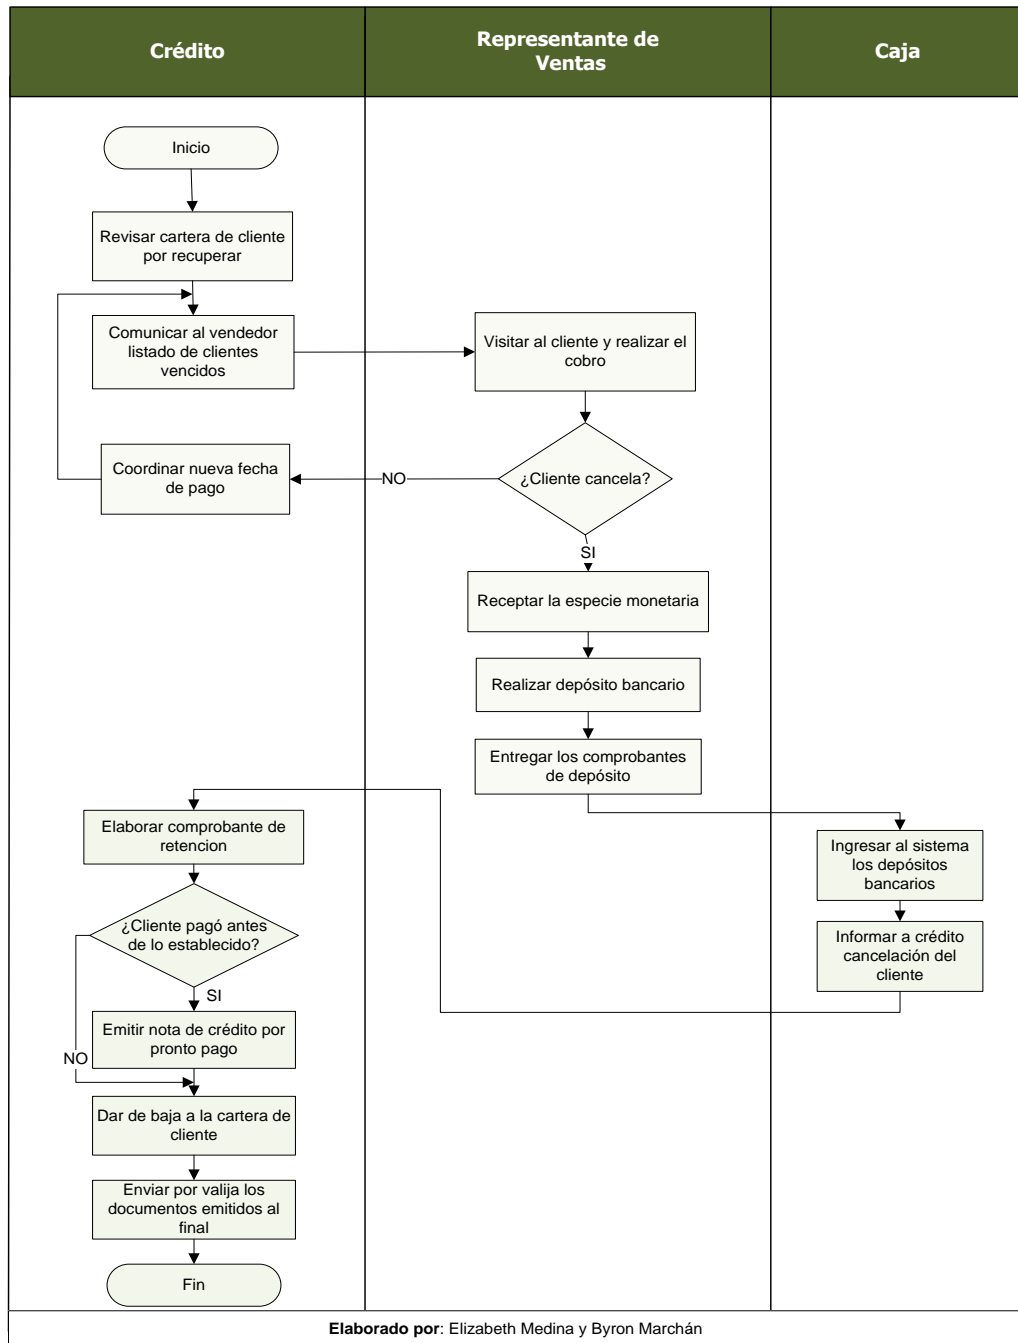 Crédito
Representante de
Ventas
Caja
Inicio
Revisar cartera de cliente
por recuperar
Comunicar al vendedor
listado de clientes
vencidos
Visitar al cliente y realizar el
cobro
¿Cliente cancela?
NO
Coordinar nueva fecha
de pago
SI
Receptar la especie monetaria
Realizar depósito bancario
Entregar los comprobantes
de depósito
Ingresar al sistema
los depósitos
bancarios
Informar a crédito
cancelación del
cliente
Elaborar comprobante de
retencion
¿Cliente pagó antes
de lo establecido?
SI
Emitir nota de crédito por
pronto pago
NO
Dar de baja a la cartera de
cliente
Enviar por valija los
documentos emitidos al
final
Fin
Elaborado por: Elizabeth Medina y Byron Marchán